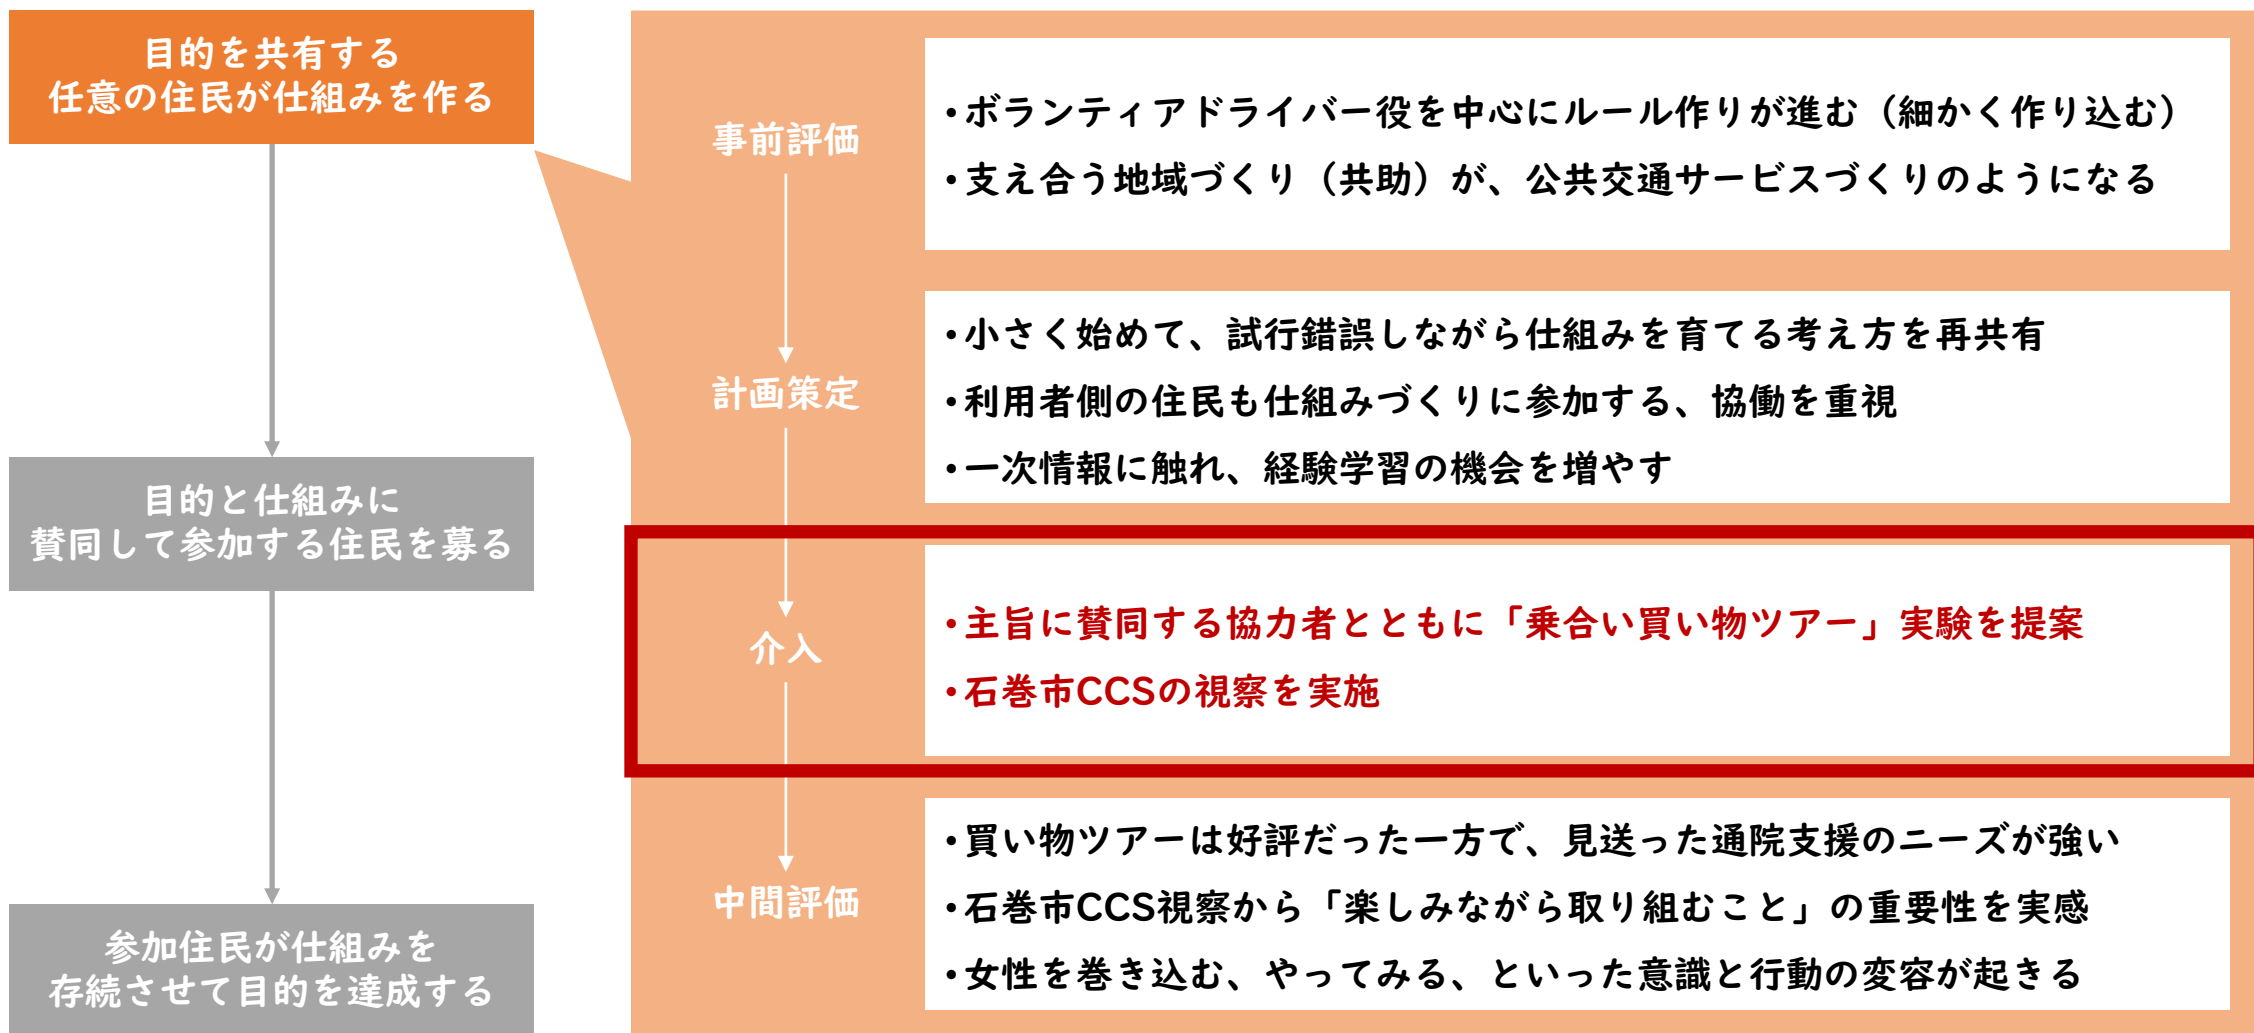 目的を共有する
任意の住民が仕組みを作る
目的と仕組みに
賛同して参加する住民を募る
参加住民が仕組みを
存続させて目的を達成する
事前評価
・ボランティアドライバー役を中心にルール作りが進む（細かく作り込む）
・支え合う地域づくり（共助）が、公共交通サービスづくりのようになる
計画策定
・小さく始めて、試行錯誤しながら仕組みを育てる考え方を再共有
・利用者側の住民も仕組みづくりに参加する、協働を重視
・一次情報に触れ、経験学習の機会を増やす
介入
・主旨に賛同する協力者とともに「乗合い買い物ツアー」実験を提案
・石巻市CCSの視察を実施
中間評価
・買い物ツアーは好評だった一方で、見送った通院支援のニーズが強い
・石巻市CCS視察から「楽しみながら取り組むこと」の重要性を実感
・女性を巻き込む、やってみる、といった意識と行動の変容が起きる